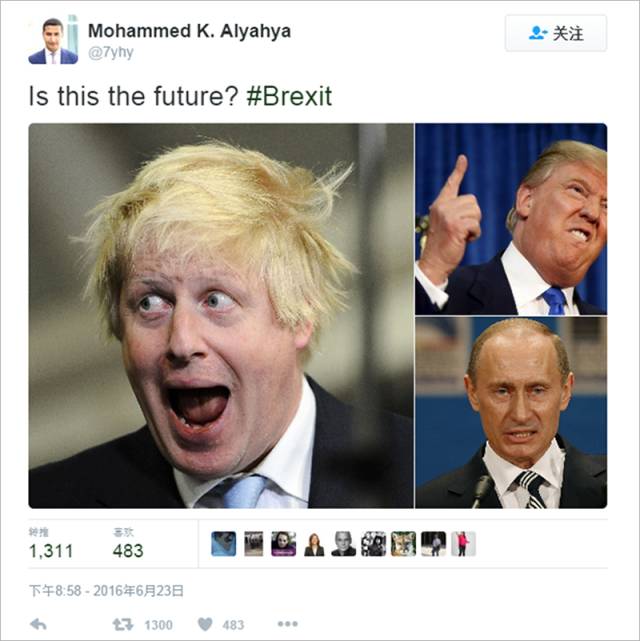 Mohammed K. Alyahya
@7yhy
关注
Is this the future? #Brexit
转推
喜欢
1,311
483
下午8:58 - 2016年6月23日
1300
483